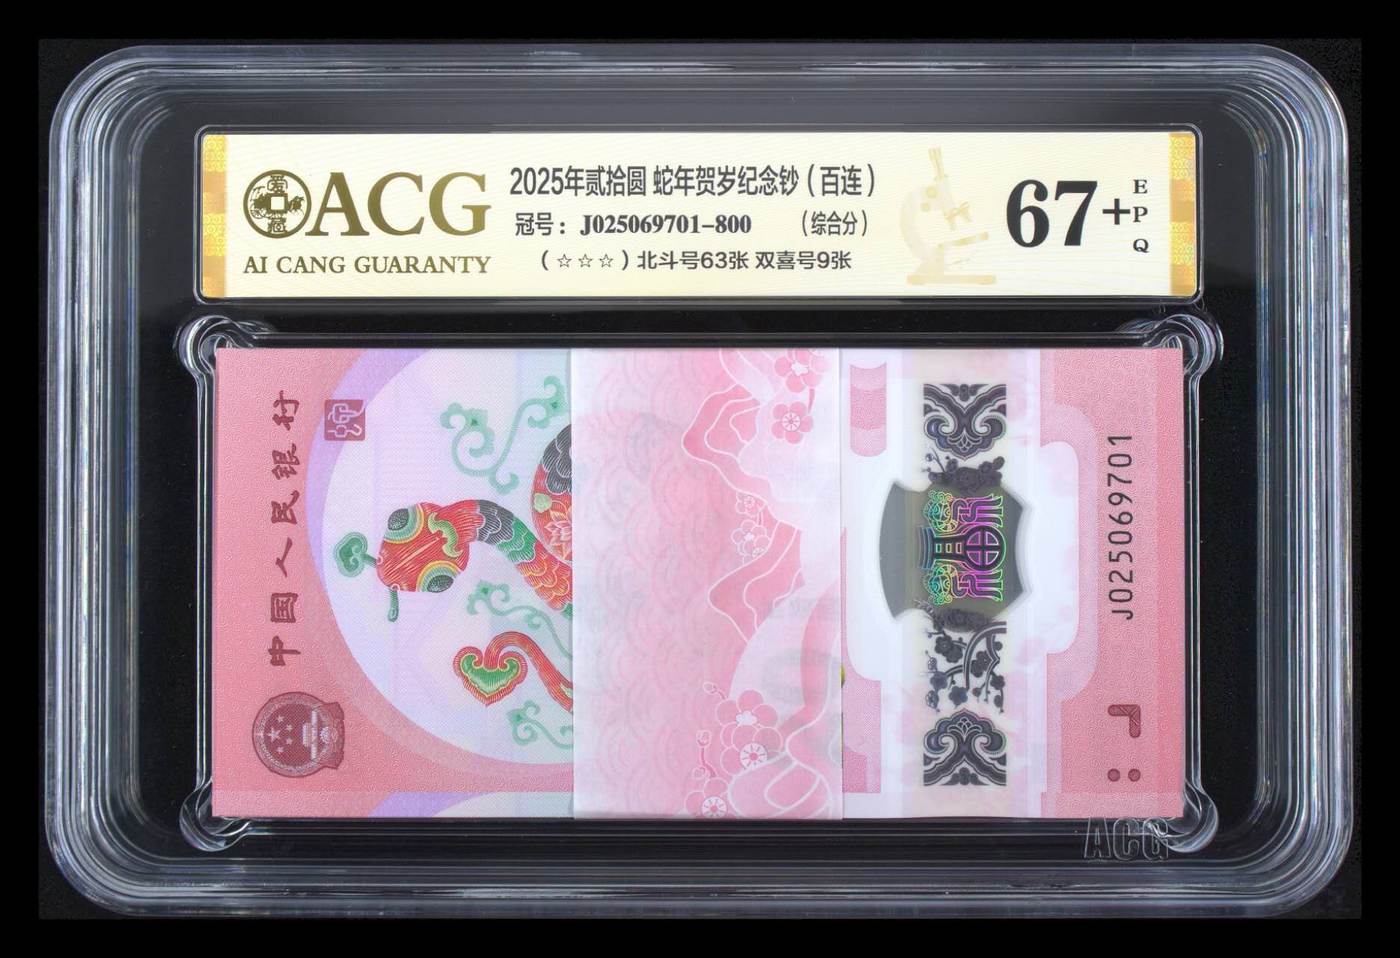 ACG
AI CANG GUARANTY
2025年贰拾圆 蛇年贺岁纪念钞(百连)
冠号: J025069701-800 (综合分)
(☆☆☆)北斗号63张 双喜号9张
67+
EPQ
中国人民银行
J025069701
ACG